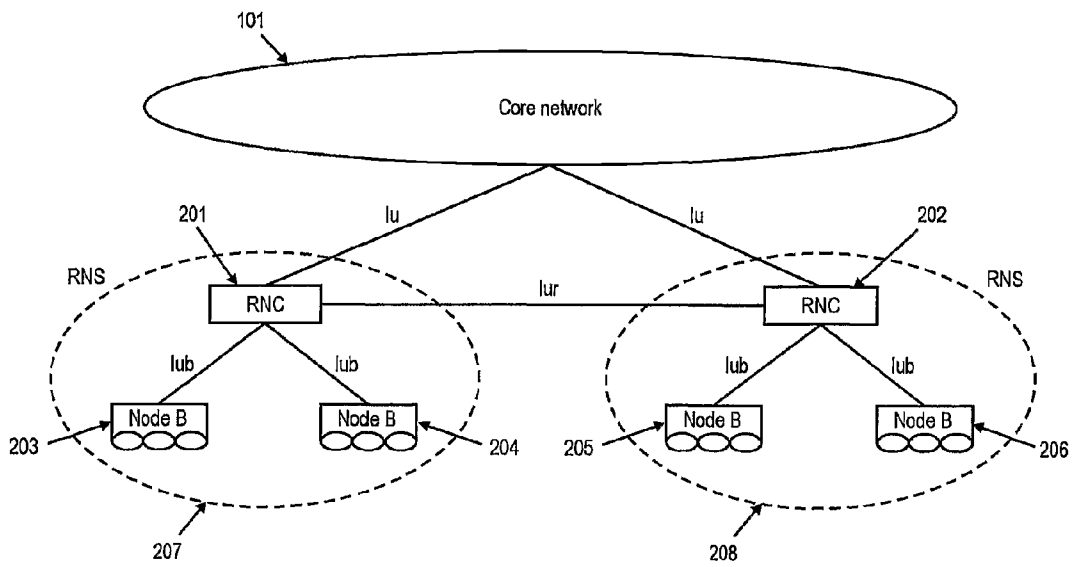 101
Core network
Iu
Iu
201
202
RNS
RNS
RNC
Iur
RNC
Iub
Iub
Iub
Iub
Node B
Node B
Node B
Node B
203
204
205
206
207
208